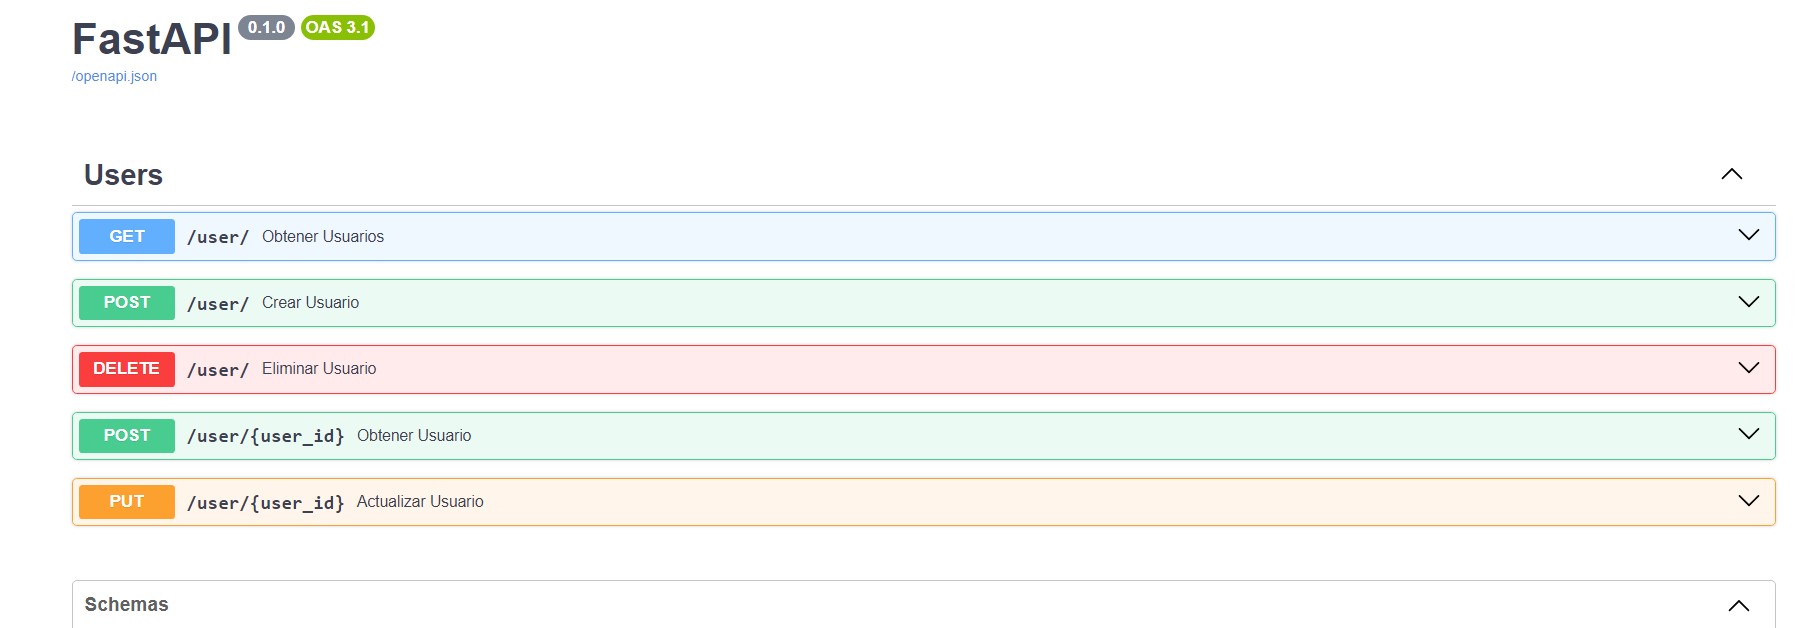 FastAPI 0.1.0 OAS 3.1
/openapi.json
Users
GET /user/ Obtener Usuarios
POST /user/ Crear Usuario
DELETE /user/ Eliminar Usuario
POST /user/{user_id} Obtener Usuario
PUT /user/{user_id} Actualizar Usuario
Schemas